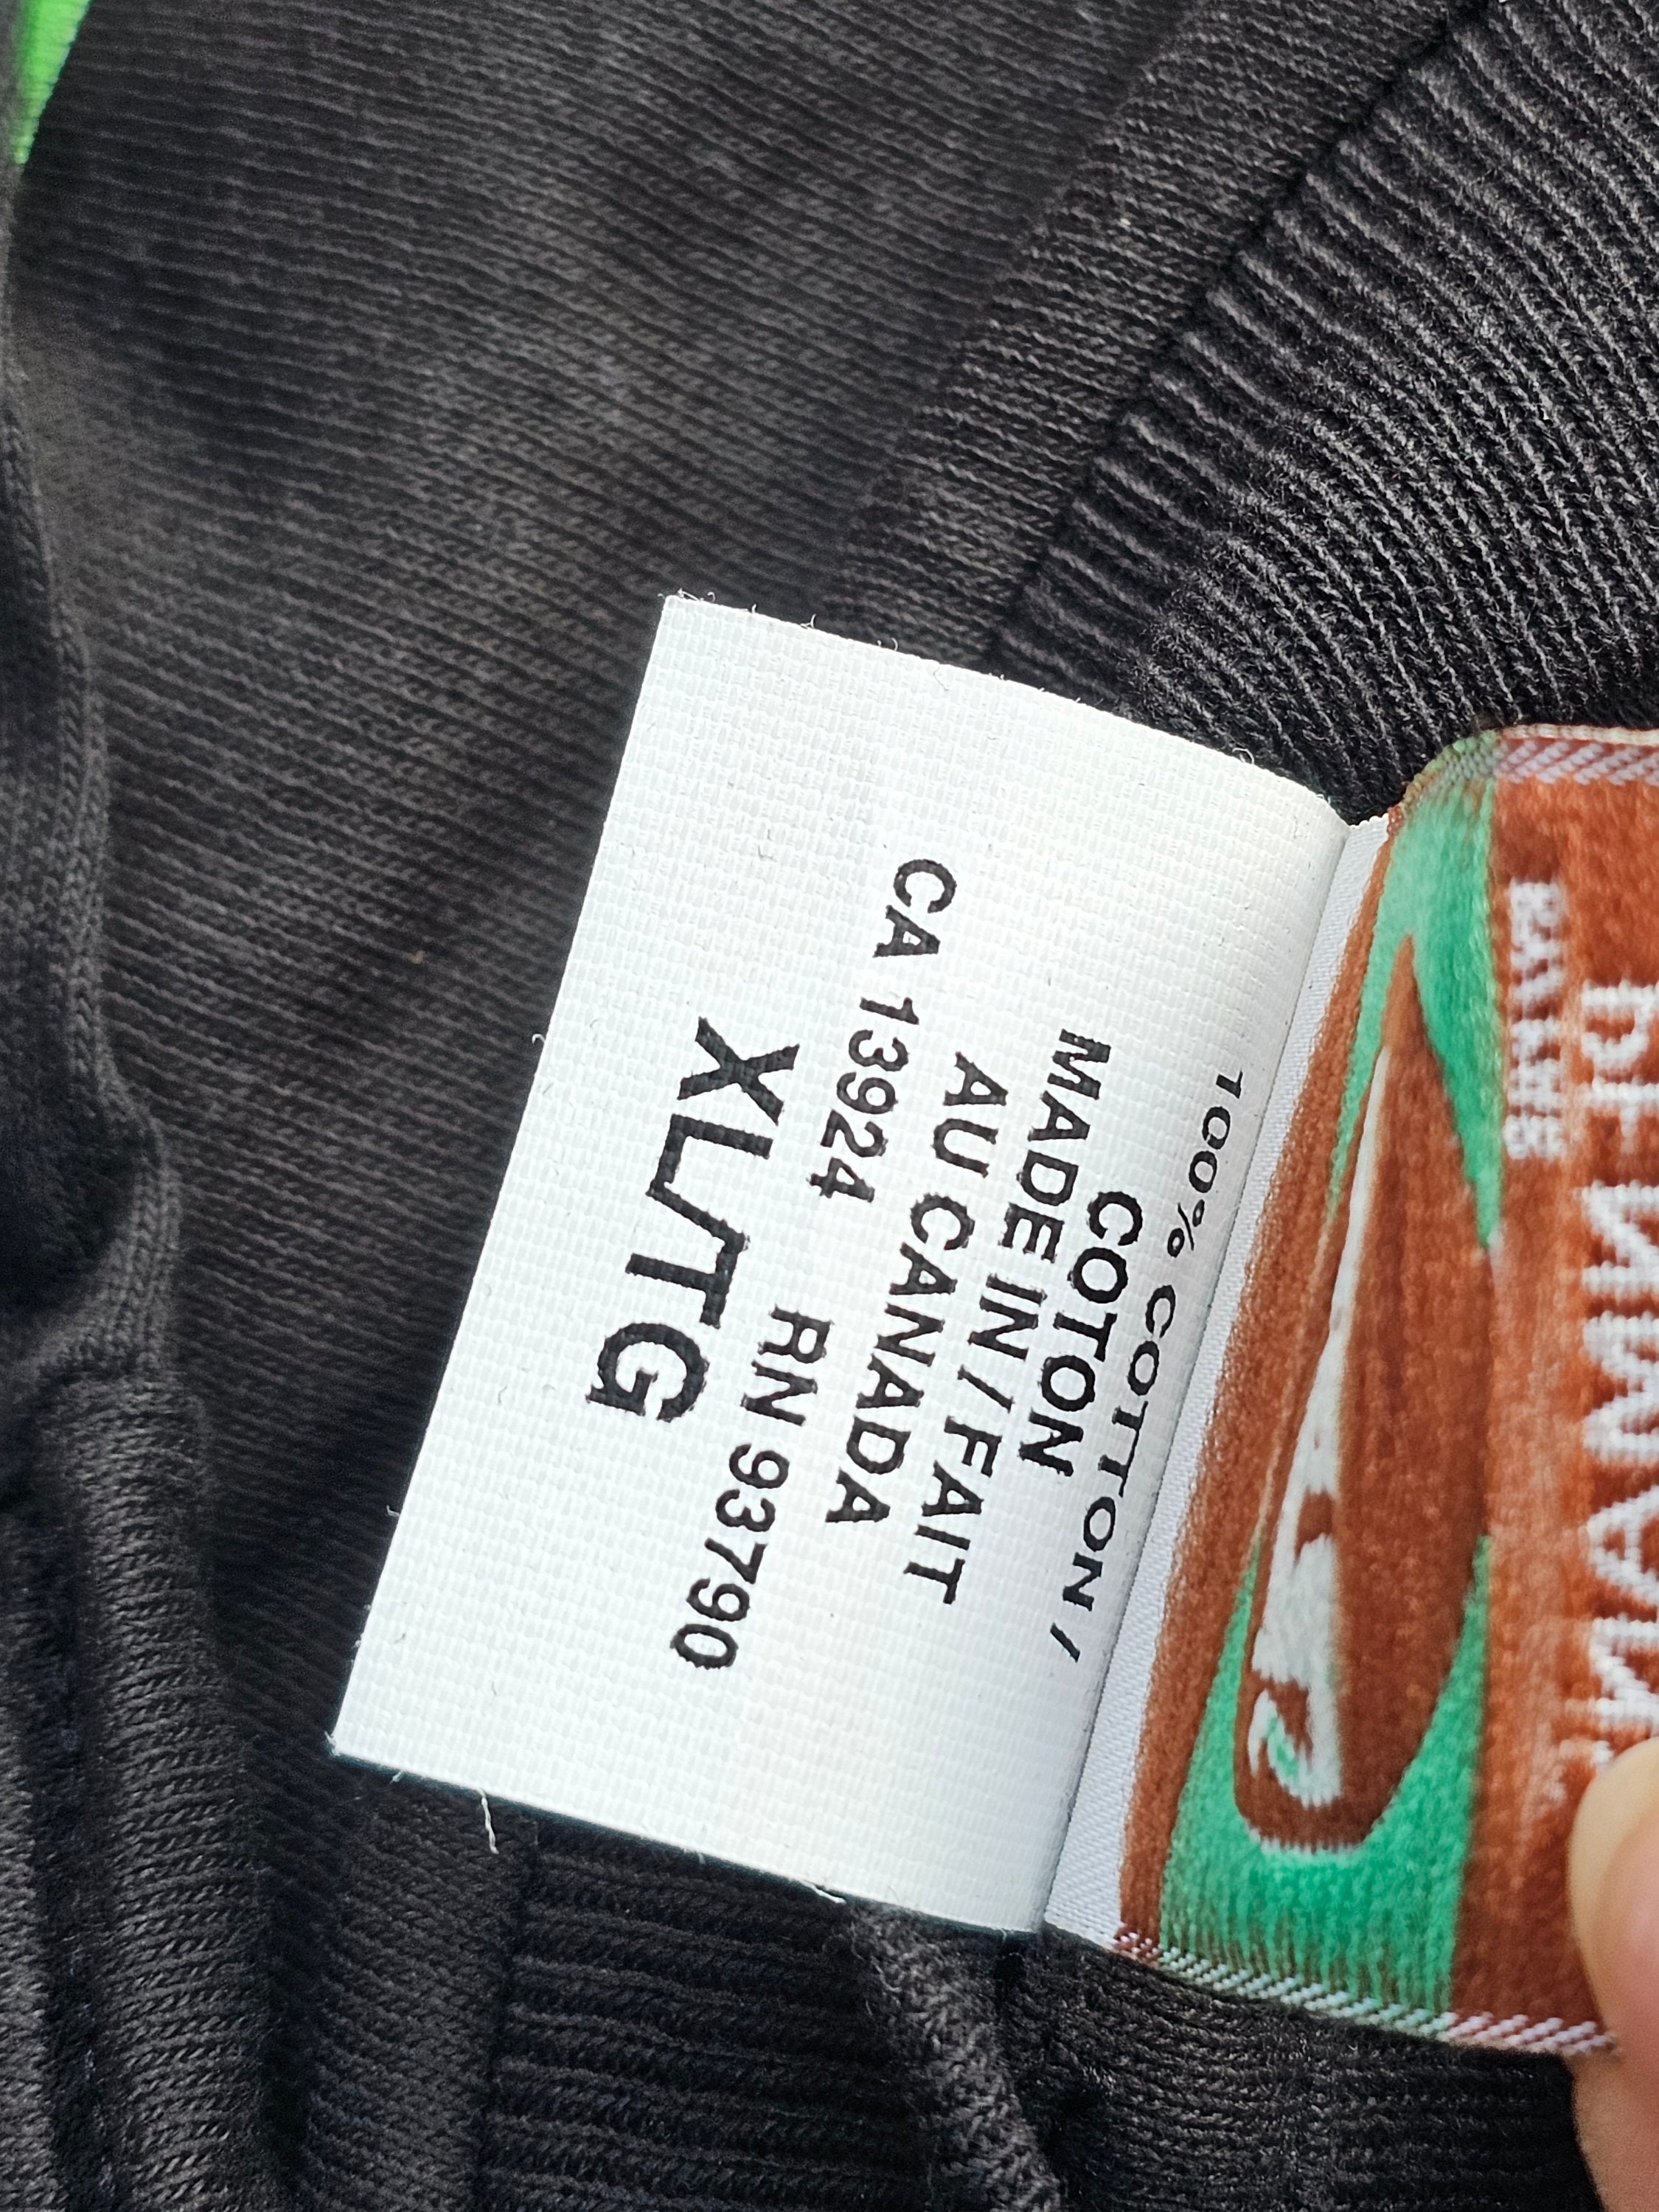 100% COTTON /
COTON
MADE IN / FAIT
AU CANADA
CA 13924 RN 93790
XL/TG